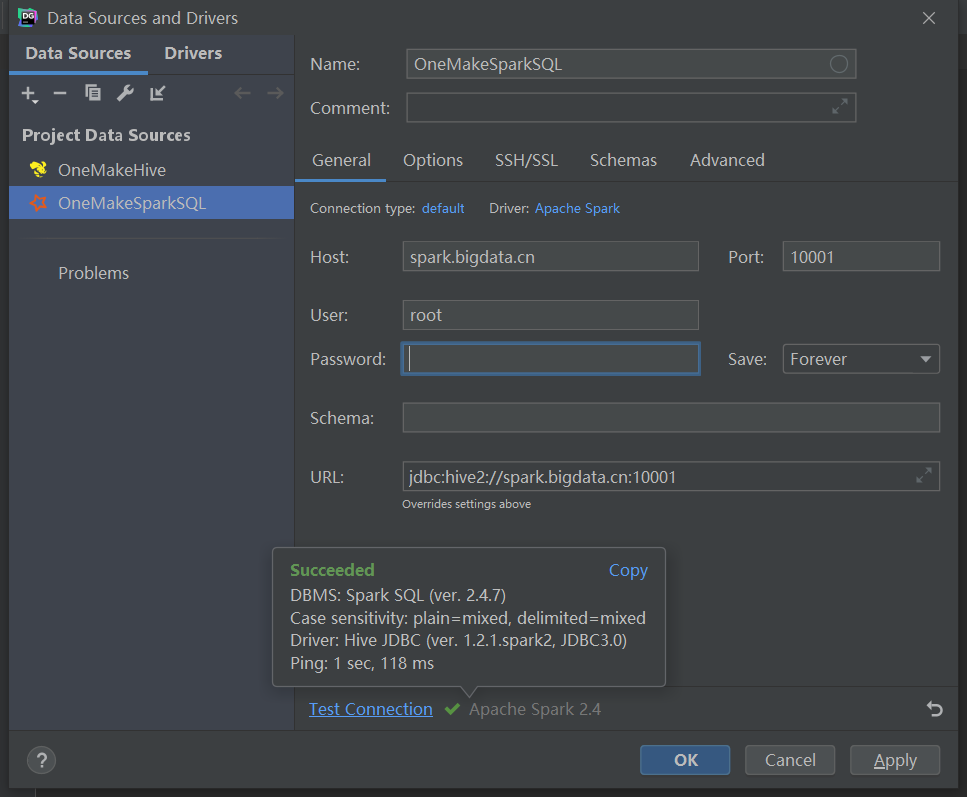 DG Data Sources and Drivers
Data Sources Drivers
Project Data Sources
OneMakeHive
OneMakeSparkSQL
Problems
Name: OneMakeSparkSQL
Comment:
General Options SSH/SSL Schemas Advanced
Connection type: default Driver: Apache Spark
Host: spark.bigdata.cn Port: 10001
User: root
Password: Save: Forever
Schema:
URL: jdbc:hive2://spark.bigdata.cn:10001
Overrides settings above
Succeeded Copy
DBMS: Spark SQL (ver. 2.4.7)
Case sensitivity: plain=mixed, delimited=mixed
Driver: Hive JDBC (ver. 1.2.1.spark2, JDBC3.0)
Ping: 1 sec, 118 ms
Test Connection Apache Spark 2.4
? OK Cancel Apply